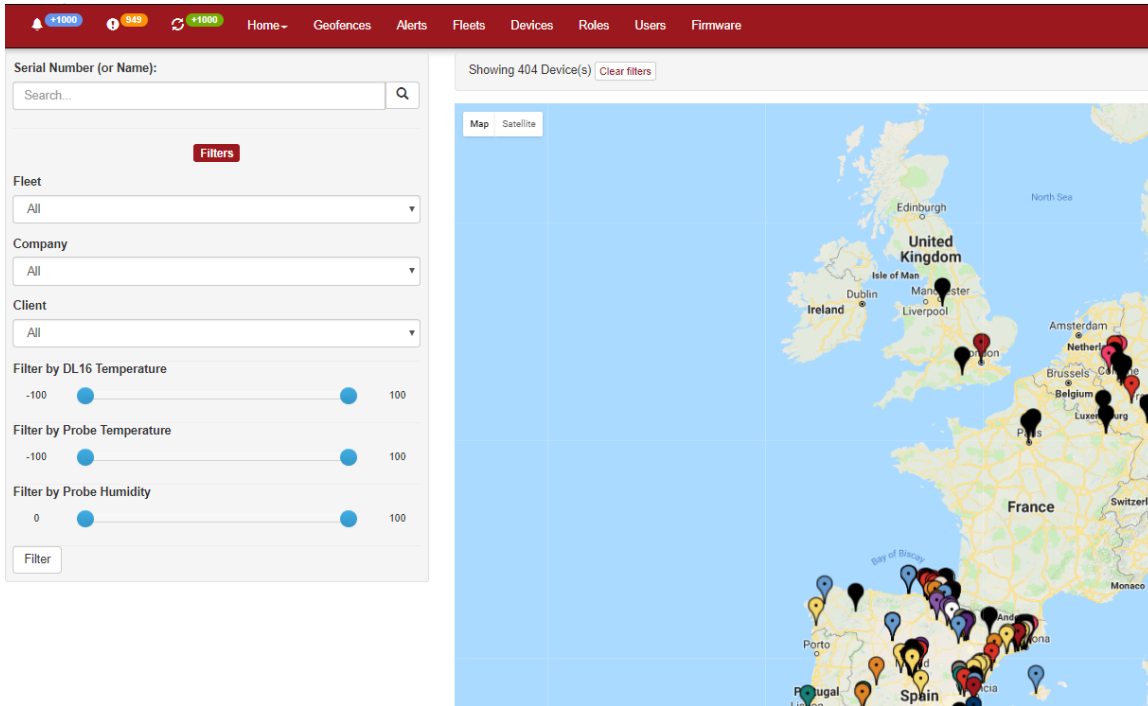 +1000 949 +1000 Home Geofences Alerts Fleets Devices Roles Users Firmware
Serial Number (or Name):
Search...
Filters
Fleet
All
Company
All
Client
All
Filter by DL16 Temperature
-100 100
Filter by Probe Temperature
-100 100
Filter by Probe Humidity
0 100
Filter
Showing 404 Device(s) Clear filters
Map Satellite
North Sea
Edinburgh
United
Kingdom
Isle of Man
Dublin
Ireland
Liverpool
Amsterdam
Brussels
Belgium
France
Bay of Biscay
Monaco
Porto
Spain